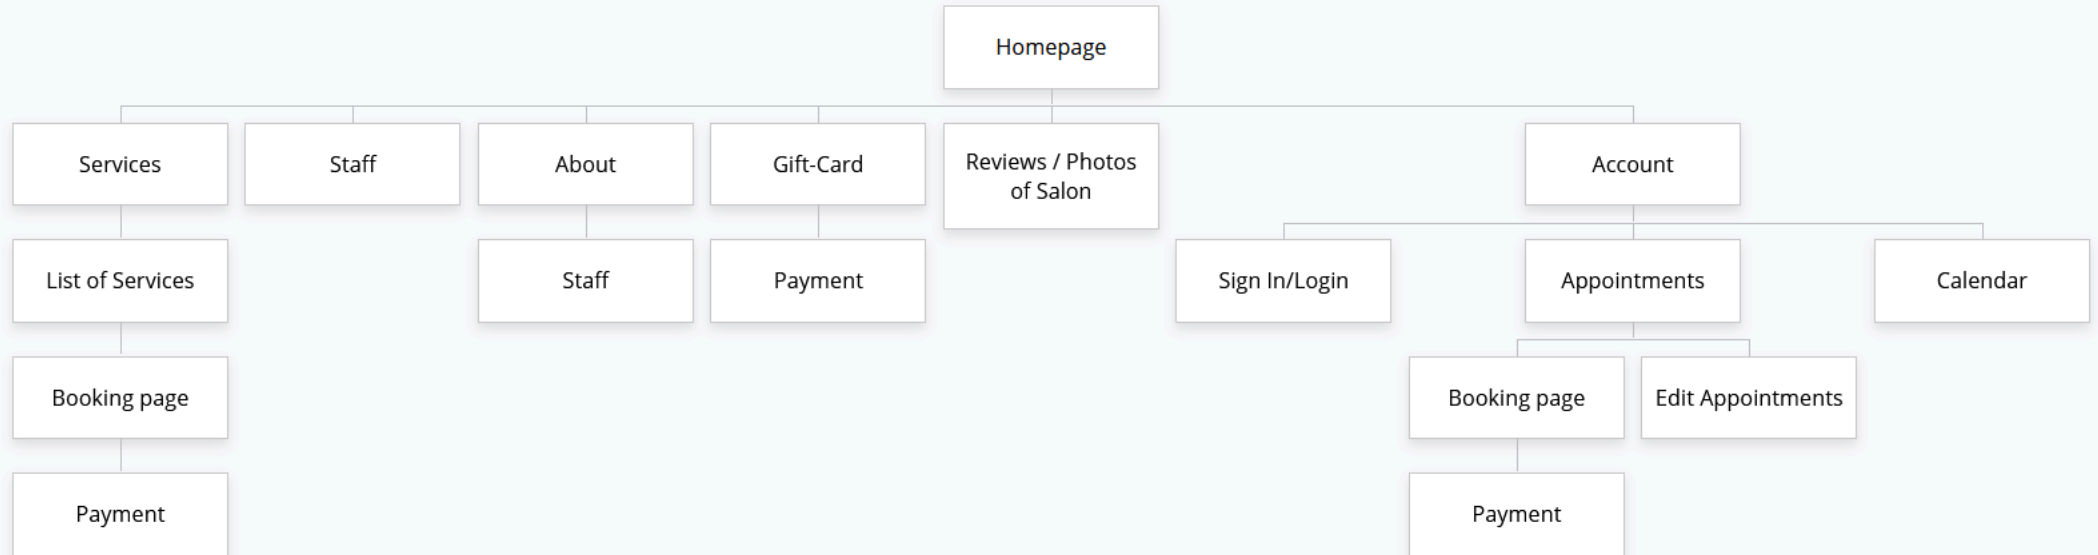 Homepage
Services
Staff
About
Gift-Card
Reviews / Photos
of Salon
Account
List of Services
Staff
Payment
Sign In/Login
Appointments
Calendar
Booking page
Booking page
Edit Appointments
Payment
Payment